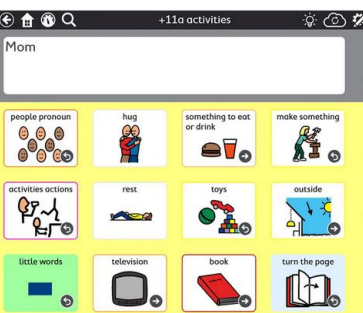 +11a activities
Mom
people pronoun
hug
something to eat
or drink
make something
activities actions
rest
toys
outside
little words
television
book
turn the page